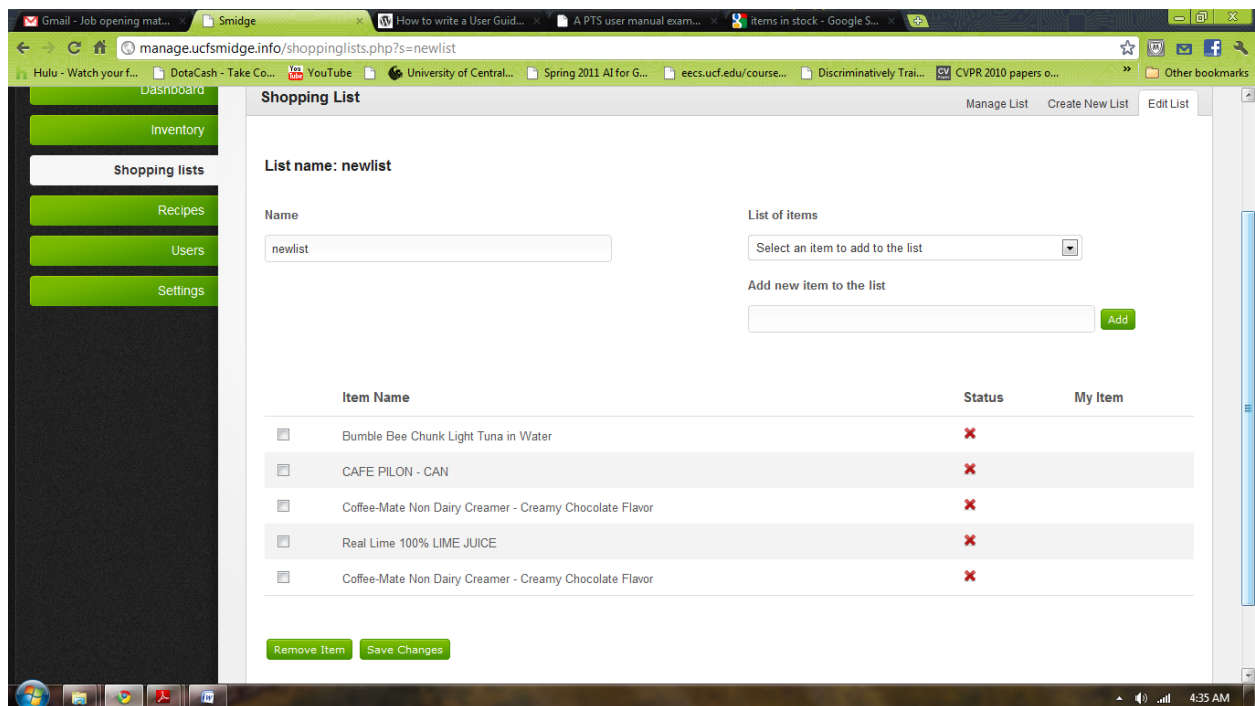 Gmail - Job opening mat... Smidge How to write a User Guid... A PTS user manual exam... items in stock - Google S...
manage.ucfsmidge.info/shoppinglists.php?s=newlist
Hulu - Watch your f... DotaCash - Take Co... YouTube University of Central... Spring 2011 AI for G... eecs.ucf.edu/course... Discriminatively Trai... CVPR 2010 papers o... » Other bookmarks
Dashboard
Shopping List Manage List Create New List Edit List
Inventory
Shopping lists
List name: newlist
Recipes
Name List of items
Users
newlist Select an item to add to the list
Settings
Add new item to the list
Add
Item Name Status My Item
Bumble Bee Chunk Light Tuna in Water
CAFE PILON - CAN
Coffee-Mate Non Dairy Creamer - Creamy Chocolate Flavor
Real Lime 100% LIME JUICE
Coffee-Mate Non Dairy Creamer - Creamy Chocolate Flavor
Remove Item Save Changes
4:35 AM